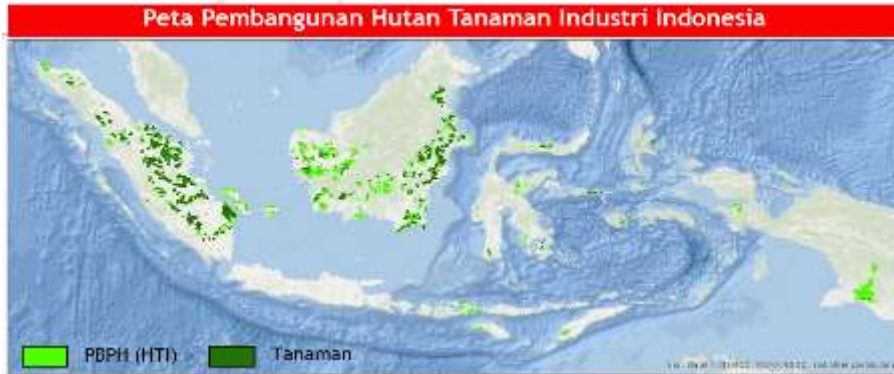 Peta Pembangunan Hutan Tanaman Industri Indonesia
PBPH (HTI)
Tanaman